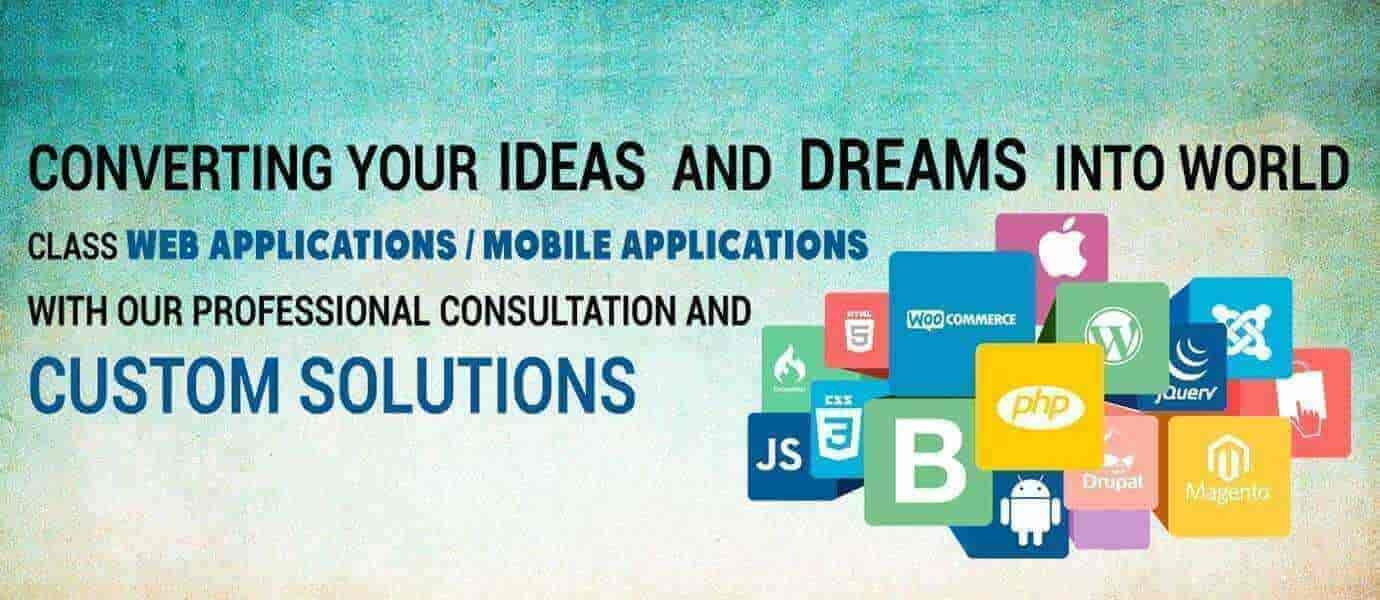 CONVERTING YOUR IDEAS AND DREAMS INTO WORLD
CLASS WEB APPLICATIONS / MOBILE APPLICATIONS
WITH OUR PROFESSIONAL CONSULTATION AND
CUSTOM SOLUTIONS
HTML
5
WOO COMMERCE
W
CSS
3
JS
B
php
jQuery
Drupal
Magento